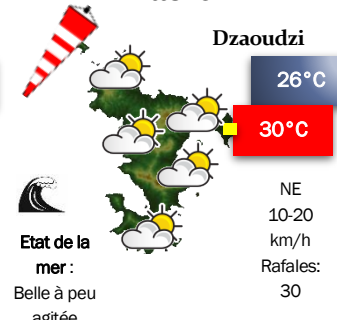 Dzaoudzi
26°C
30°C
NE
10-20
km/h
Rafales:
30
Etat de la
mer :
Belle à peu
agitée